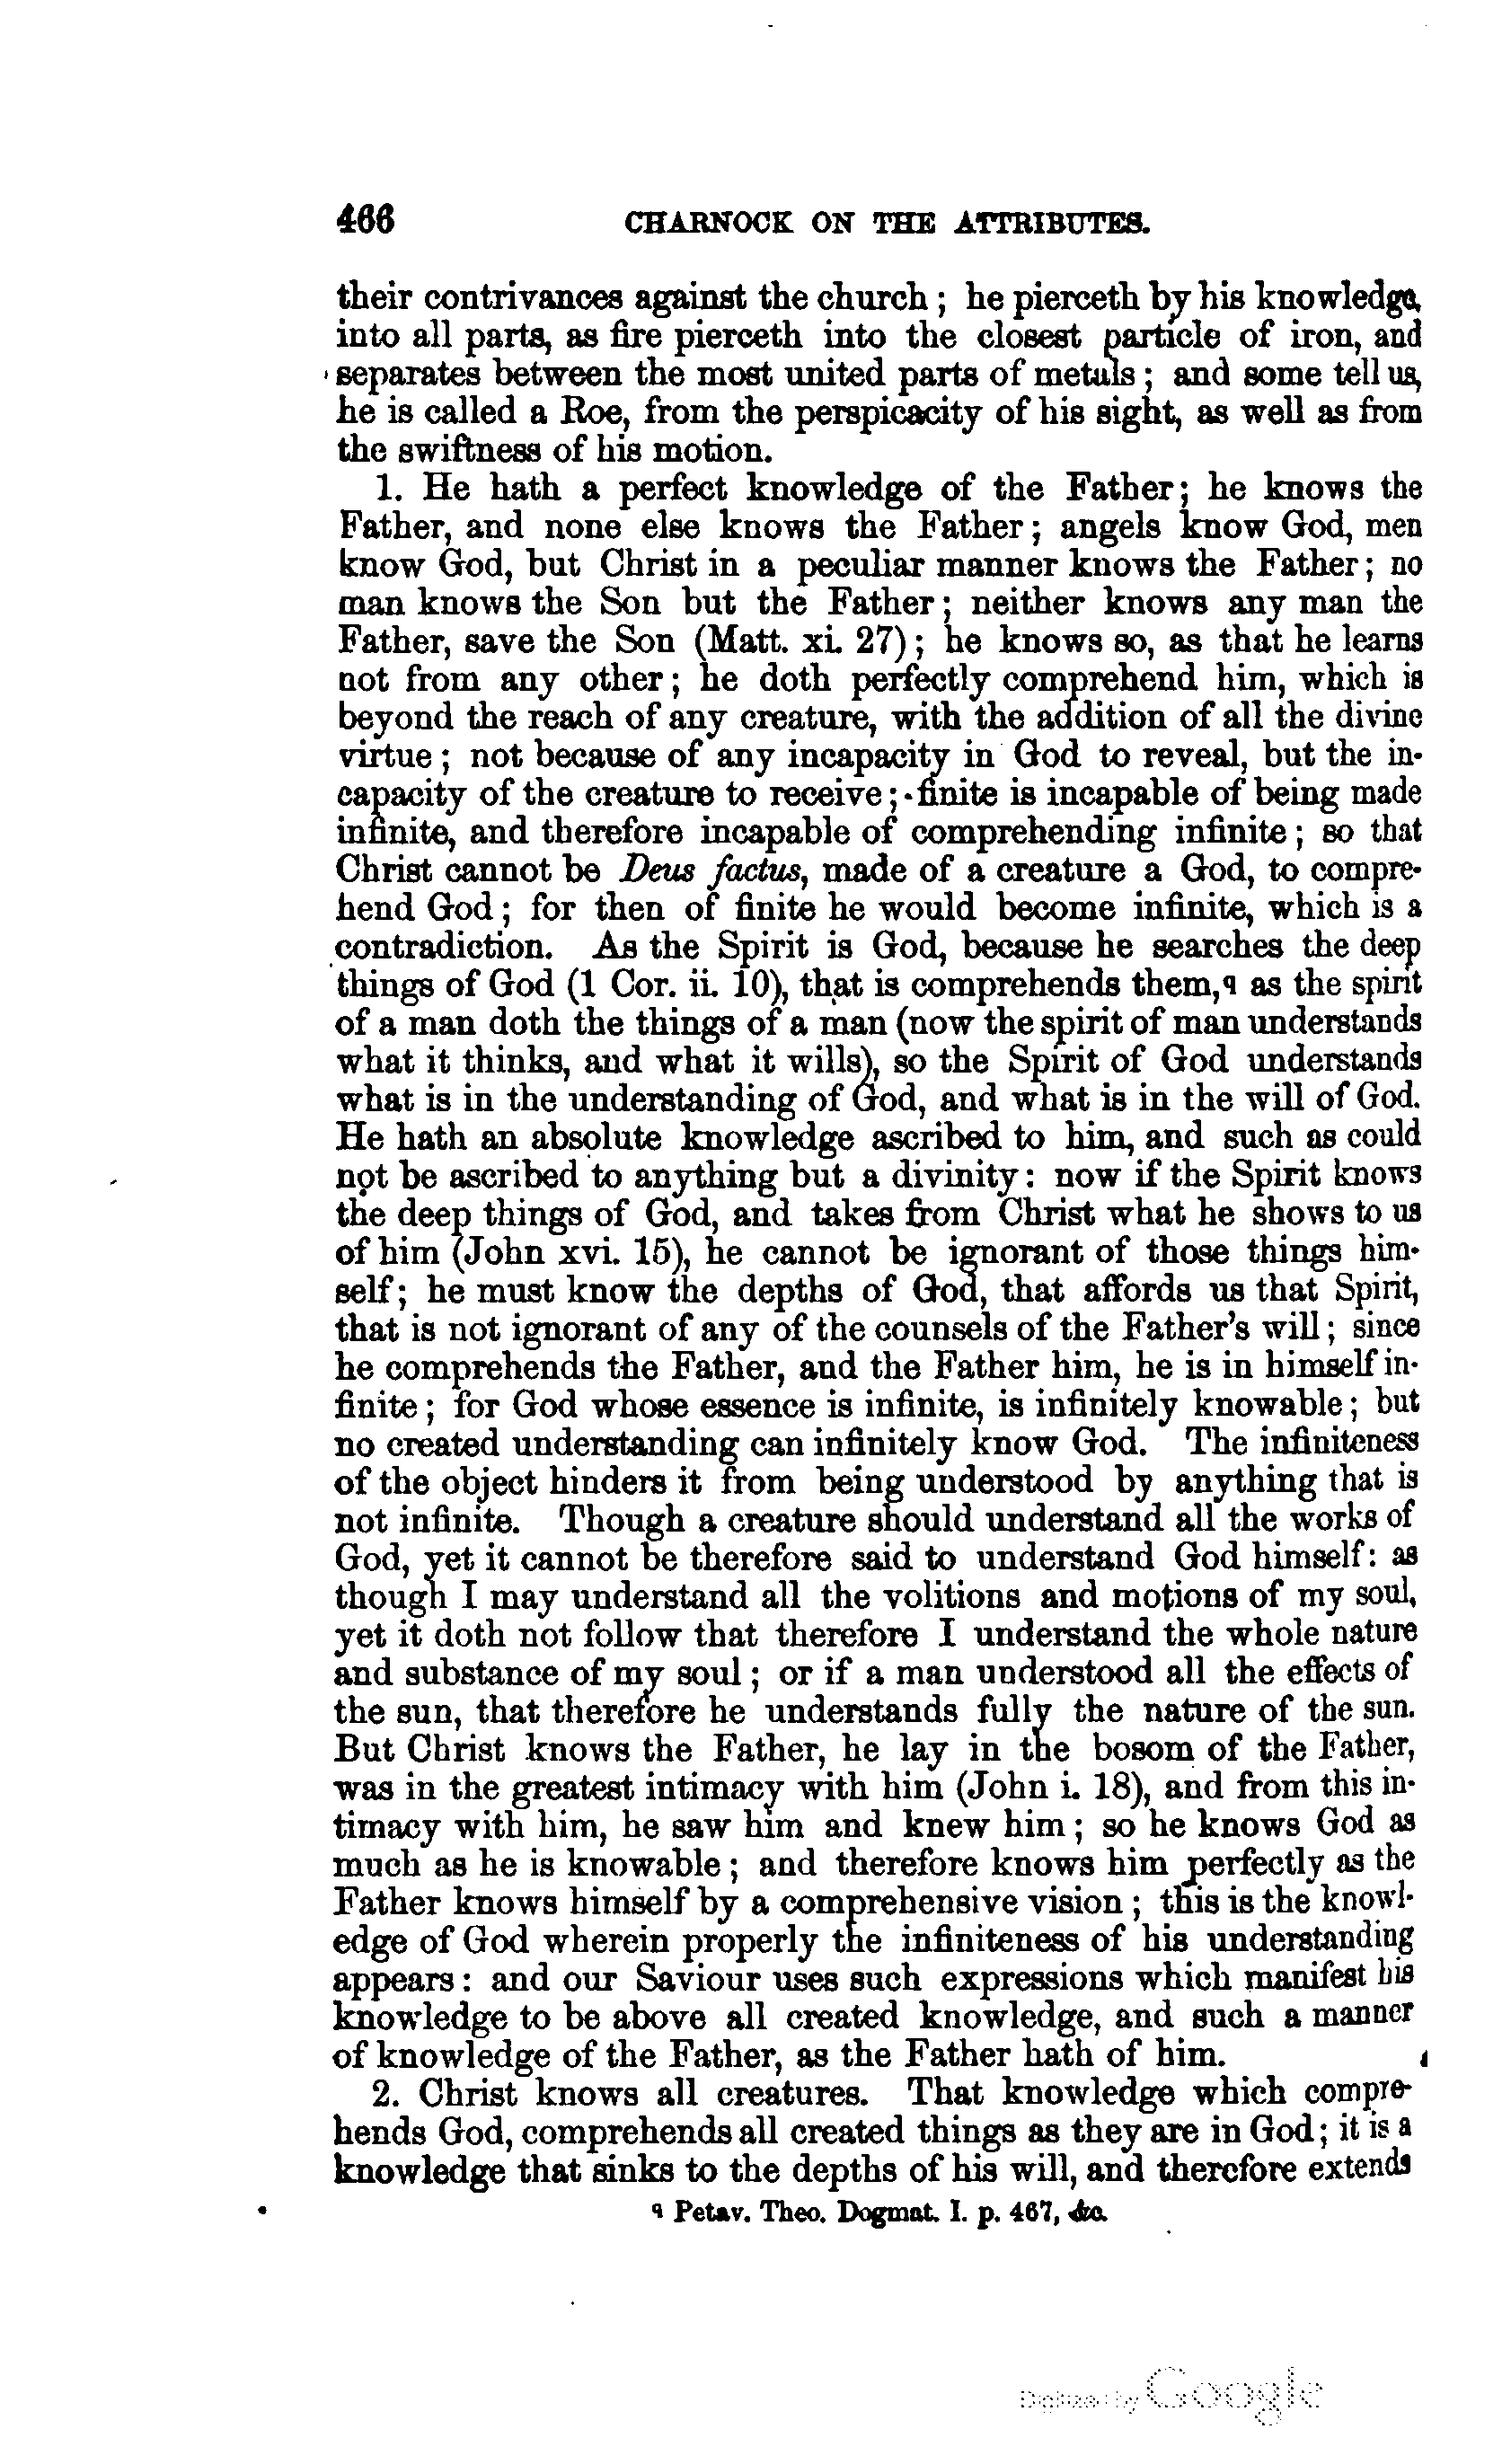 466 CHARNOCK ON THE ATTRIBUTES.
their contrivances against the church; he pierceth by his knowledge,
into all parts, as fire pierceth into the closest particle of iron, and
separates between the most united parts of metals; and some tell us,
he is called a Roe, from the perspicacity of his sight, as well as from
the swiftness of his motion.
1. He hath a perfect knowledge of the Father; he knows the
Father, and none else knows the Father; angels know God, men
know God, but Christ in a peculiar manner knows the Father; no
man knows the Son but the Father; neither knows any man the
Father, save the Son (Matt. xi. 27); he knows so, as that he learns
not from any other; he doth perfectly comprehend him, which is
beyond the reach of any creature, with the addition of all the divine
virtue; not because of any incapacity in God to reveal, but the in-
capacity of the creature to receive; finite is incapable of being made
infinite, and therefore incapable of comprehending infinite; so that
Christ cannot be Deus factus, made of a creature a God, to compre-
hend God; for then of finite he would become infinite, which is a
contradiction. As the Spirit is God, because he searches the deep
things of God (1 Cor. ii. 10), that is comprehends them,q as the spirit
of a man doth the things of a man (now the spirit of man understands
what it thinks, and what it wills), so the Spirit of God understands
what is in the understanding of God, and what is in the will of God.
He hath an absolute knowledge ascribed to him, and such as could
not be ascribed to anything but a divinity: now if the Spirit knows
the deep things of God, and takes from Christ what he shows to us
of him (John xvi. 15), he cannot be ignorant of those things him-
self; he must know the depths of God, that affords us that Spirit,
that is not ignorant of any of the counsels of the Father's will; since
he comprehends the Father, and the Father him, he is in himself in-
finite; for God whose essence is infinite, is infinitely knowable; but
no created understanding can infinitely know God. The infiniteness
of the object hinders it from being understood by anything that is
not infinite. Though a creature should understand all the works of
God, yet it cannot be therefore said to understand God himself: as
though I may understand all the volitions and motions of my soul,
yet it doth not follow that therefore I understand the whole nature
and substance of my soul; or if a man understood all the effects of
the sun, that therefore he understands fully the nature of the sun.
But Christ knows the Father, he lay in the bosom of the Father,
was in the greatest intimacy with him (John i. 18), and from this in-
timacy with him, he saw him and knew him; so he knows God as
much as he is knowable; and therefore knows him perfectly as the
Father knows himself by a comprehensive vision; this is the knowl-
edge of God wherein properly the infiniteness of his understanding
appears: and our Saviour uses such expressions which manifest his
knowledge to be above all created knowledge, and such a manner
of knowledge of the Father, as the Father hath of him.
2. Christ knows all creatures. That knowledge which compre-
hends God, comprehends all created things as they are in God; it is a
knowledge that sinks to the depths of his will, and therefore extends
q Petav. Theo. Dogmat. I. p. 467, &c.
Digitized by Google